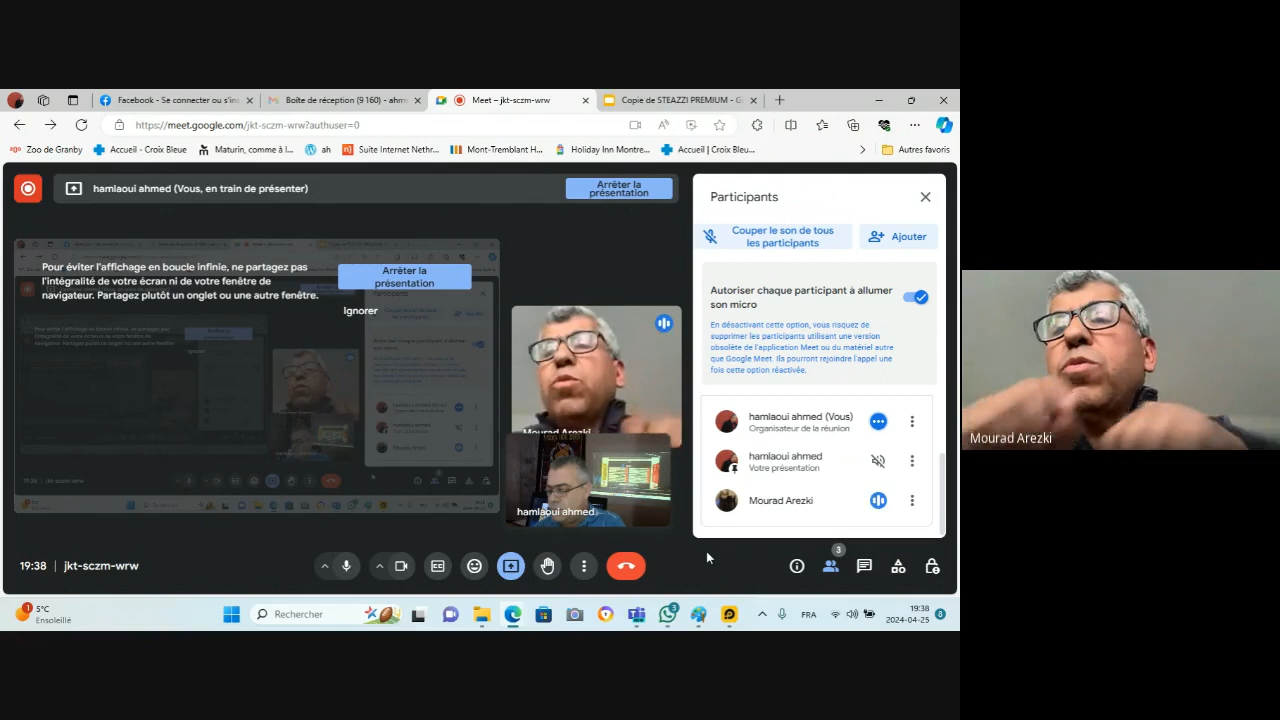 Facebook - Se connecter ou s'ins
Boîte de réception (9 160) - ahme
Meet – jkt-sczm-wrw
Copie de STEAZZI PREMIUM - G
https://meet.google.com/jkt-sczm-wrw?authuser=0
Zoo de Granby
Accueil - Croix Bleue
Maturin, comme à l...
ah
Suite Internet Nethr...
Mont-Tremblant H...
Holiday Inn Montre...
Accueil | Croix Bleu...
Autres favoris
hamlaoui ahmed (Vous, en train de présenter)
Arrêter la
présentation
Pour éviter l'affichage en boucle infinie, ne partagez pas
l'intégralité de votre écran ni de votre fenêtre de
navigateur. Partagez plutôt un onglet ou une autre fenêtre.
Arrêter la
présentation
Ignorer
Mourad Arezki
hamlaoui ahmed
Participants
Couper le son de tous
les participants
Ajouter
Autoriser chaque participant à allumer
son micro
En désactivant cette option, vous risquez de
supprimer les participants utilisant une version
obsolète de l'application Meet ou du matériel autre
que Google Meet. Ils pourront rejoindre l'appel une
fois cette option réactivée.
hamlaoui ahmed (Vous)
Organisateur de la réunion
hamlaoui ahmed
Votre présentation
Mourad Arezki
Mourad Arezki
19:38 | jkt-sczm-wrw
3
1
5°C
Ensoleillé
Rechercher
3
FRA
19:38
2024-04-25
8